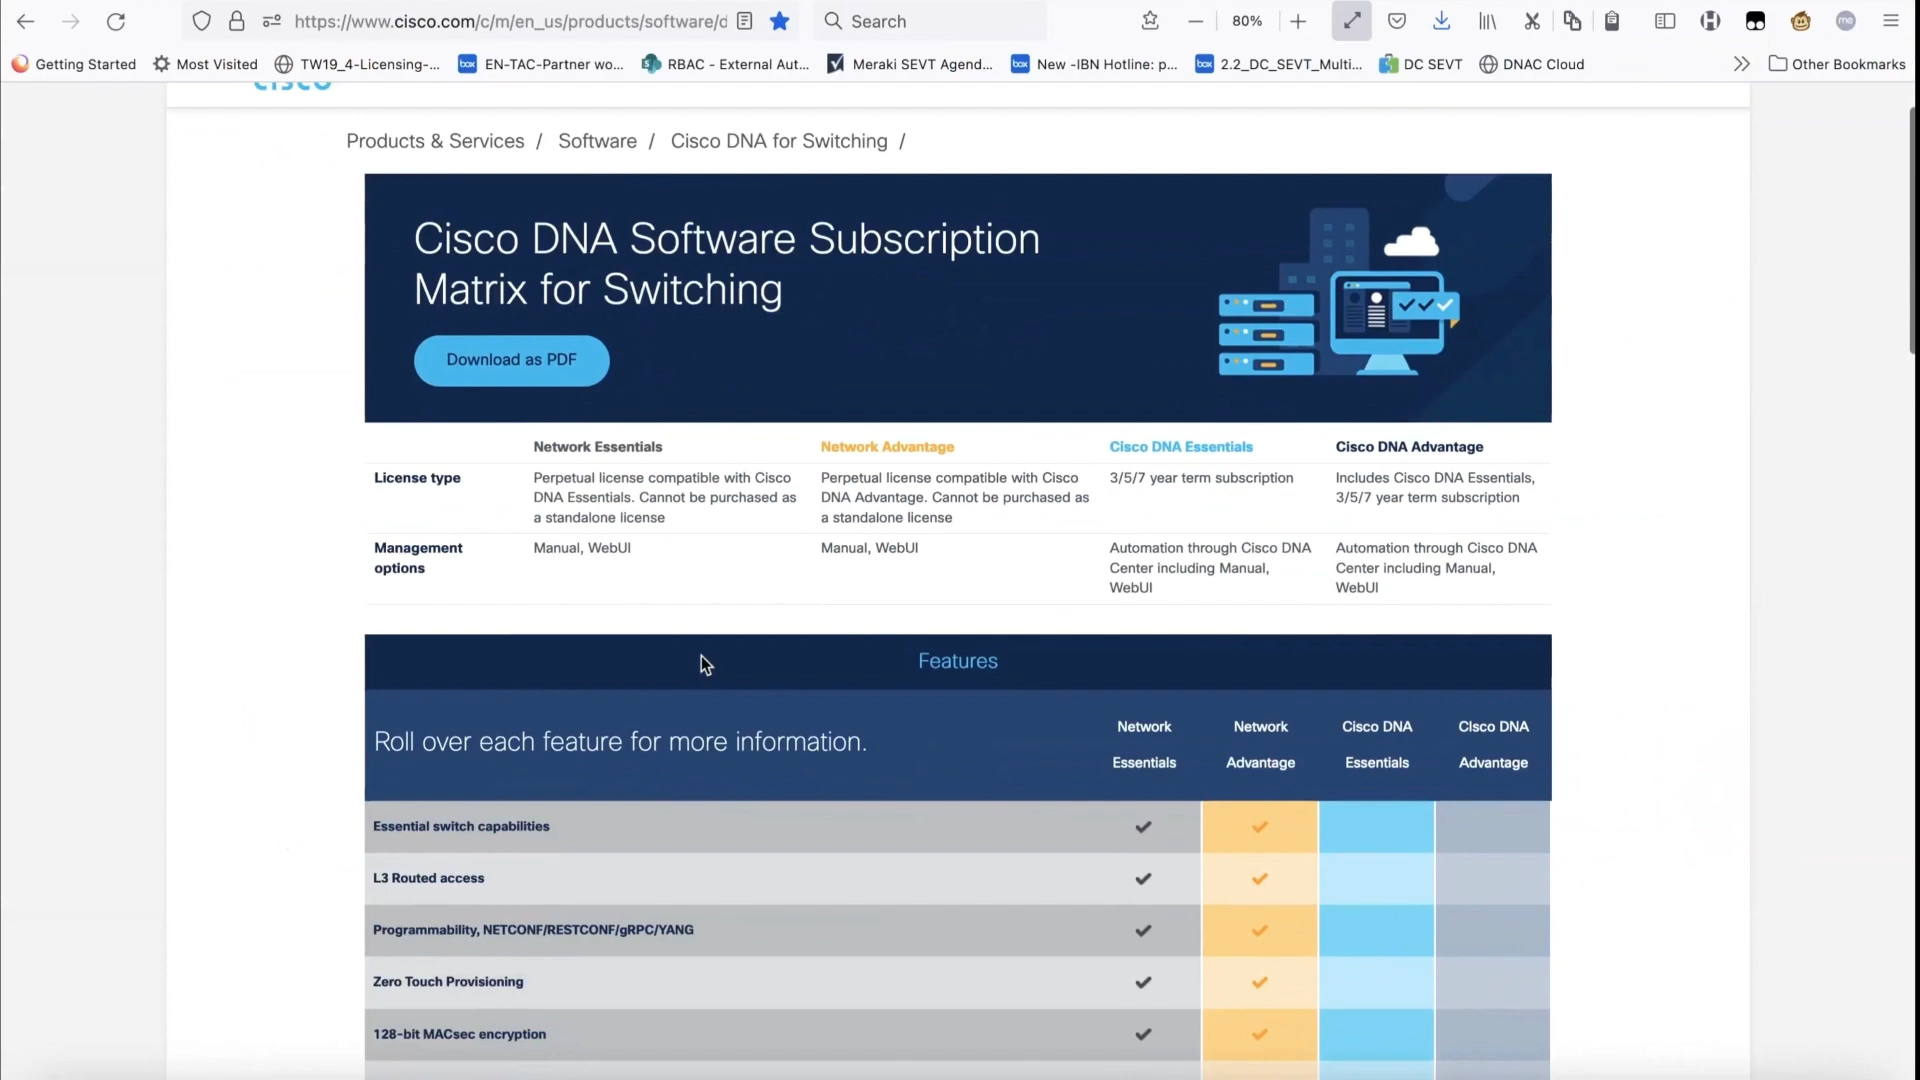 https://www.cisco.com/c/m/en_us/products/software/d
Search
80%
me
Getting Started
Most Visited
TW19_4-Licensing-...
box
EN-TAC-Partner wo...
RBAC - External Aut...
Meraki SEVT Agend...
box
New -IBN Hotline: p...
box
2.2_DC_SEVT_Multi...
DC SEVT
DNAC Cloud
Other Bookmarks
cisco
Products & Services / Software / Cisco DNA for Switching /
Cisco DNA Software Subscription
Matrix for Switching
Download as PDF
Network Essentials
Network Advantage
Cisco DNA Essentials
Cisco DNA Advantage
License type
Perpetual license compatible with Cisco
DNA Essentials. Cannot be purchased as
a standalone license
Perpetual license compatible with Cisco
DNA Advantage. Cannot be purchased as
a standalone license
3/5/7 year term subscription
Includes Cisco DNA Essentials,
3/5/7 year term subscription
Management
options
Manual, WebUI
Manual, WebUI
Automation through Cisco DNA
Center including Manual,
WebUI
Automation through Cisco DNA
Center including Manual,
WebUI
Features
Roll over each feature for more information.
Network
Essentials
Network
Advantage
Cisco DNA
Essentials
CIsco DNA
Advantage
Essential switch capabilities
L3 Routed access
Programmability, NETCONF/RESTCONF/gRPC/YANG
Zero Touch Provisioning
128-bit MACsec encryption